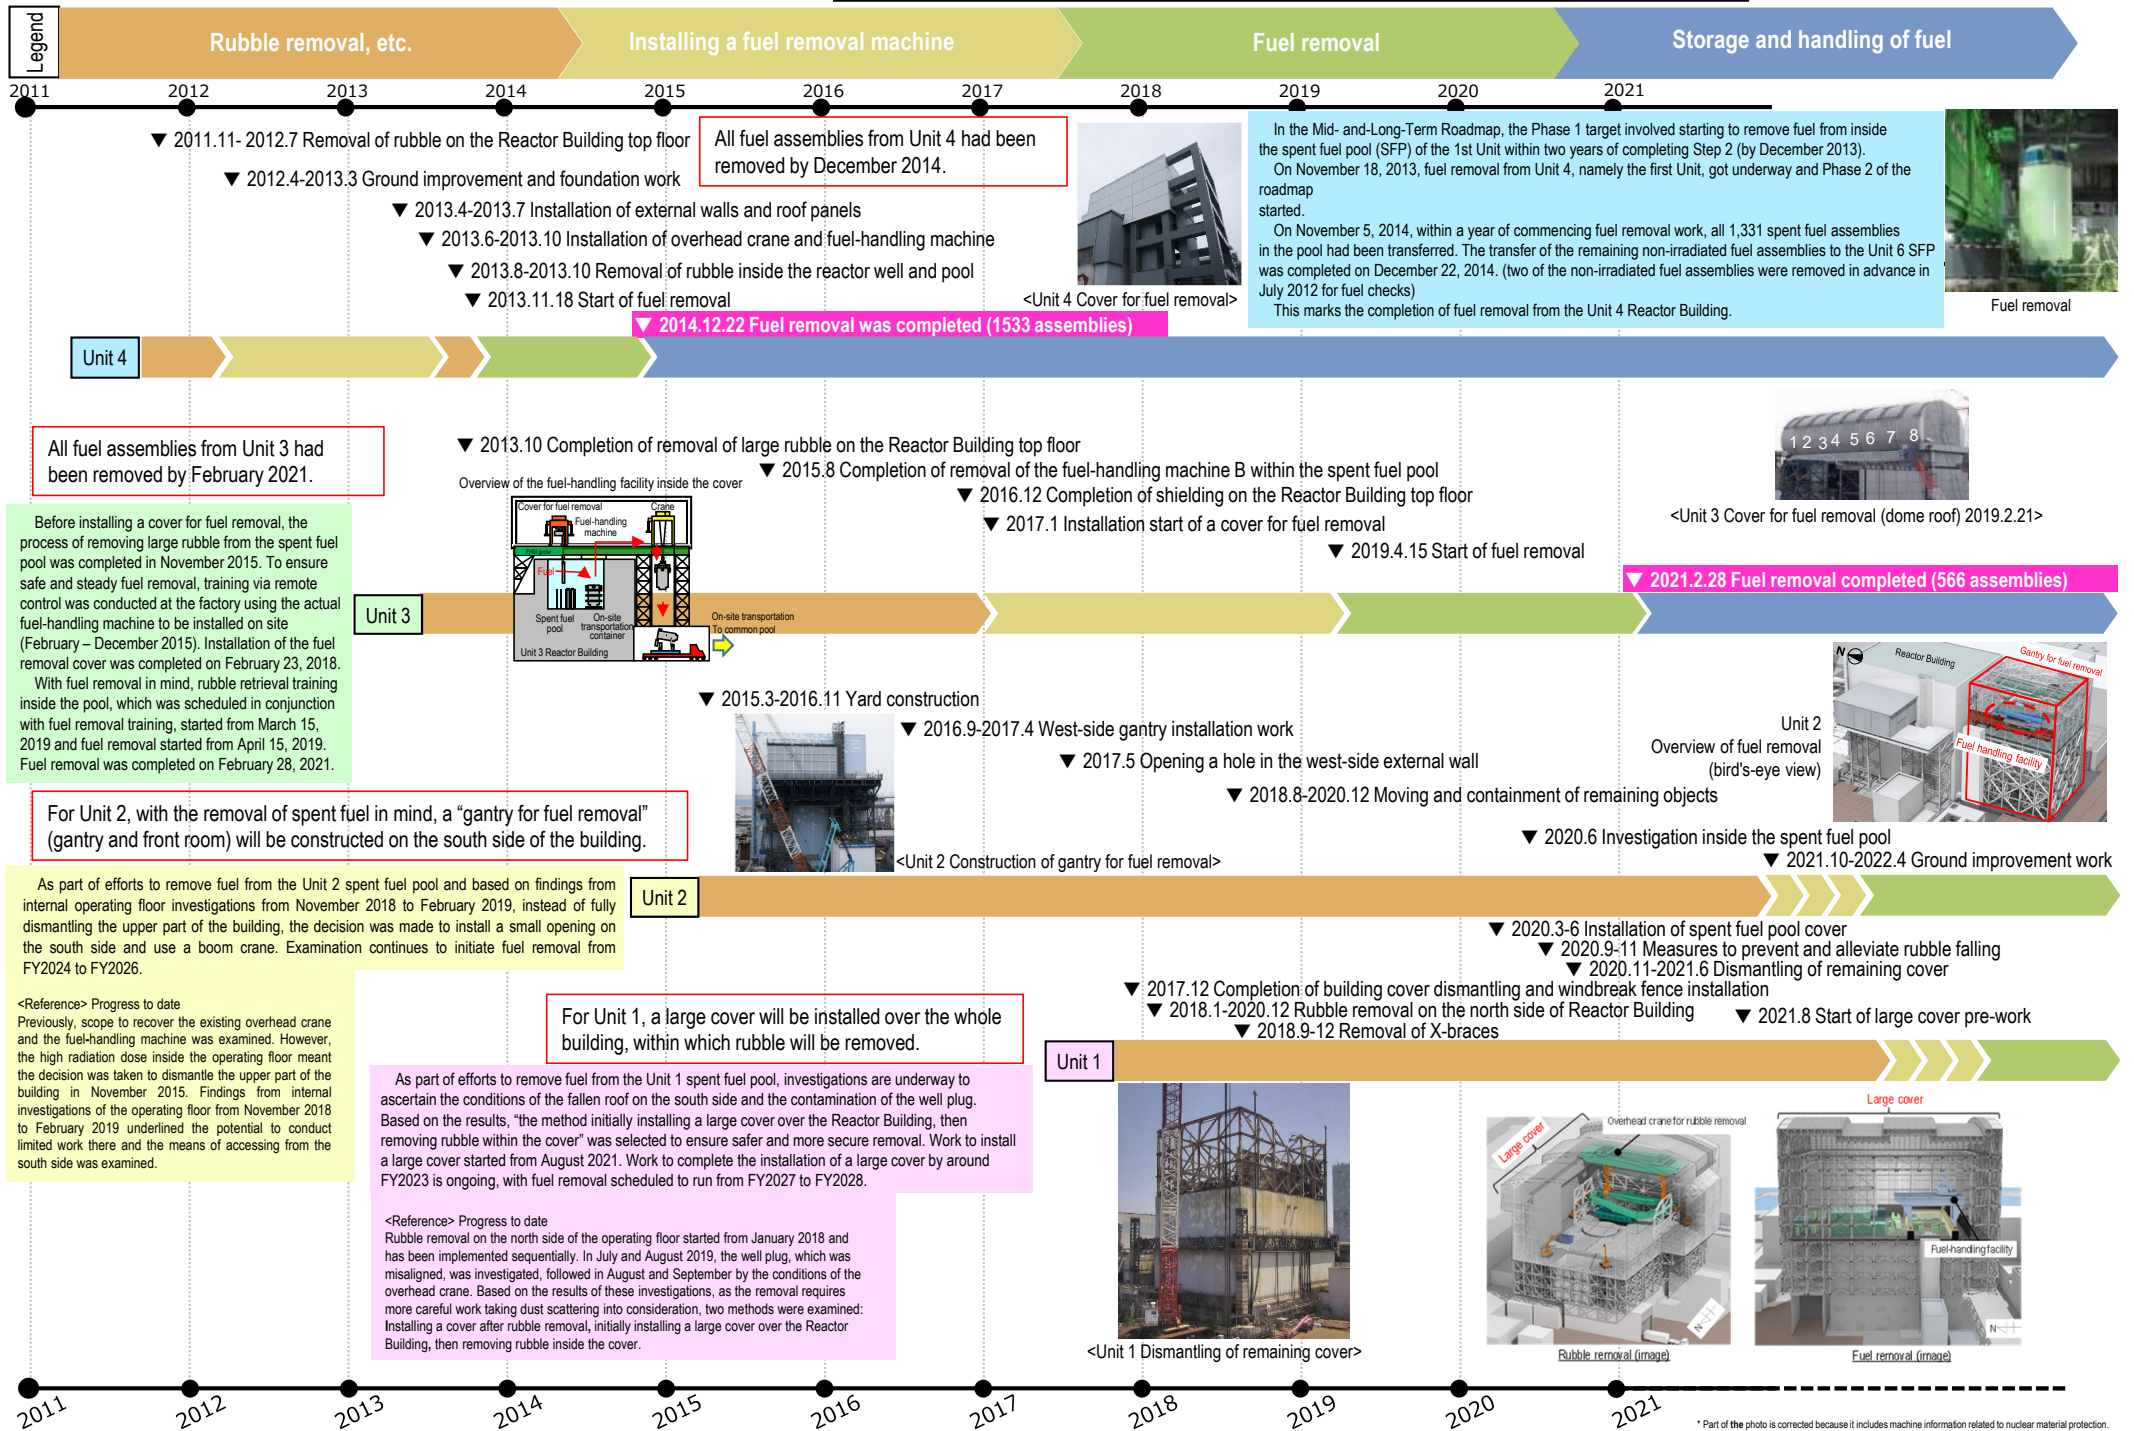 Legend
Rubble removal, etc.
Installing a fuel removal machine
Fuel removal
Storage and handling of fuel
2011 2012 2013 2014 2015 2016 2017 2018 2019 2020 2021
▼ 2011.11- 2012.7 Removal of rubble on the Reactor Building top floor
▼ 2012.4-2013.3 Ground improvement and foundation work
▼ 2013.4-2013.7 Installation of external walls and roof panels
▼ 2013.6-2013.10 Installation of overhead crane and fuel-handling machine
▼ 2013.8-2013.10 Removal of rubble inside the reactor well and pool
▼ 2013.11.18 Start of fuel removal
▼ 2014.12.22 Fuel removal was completed (1533 assemblies)
All fuel assemblies from Unit 4 had been
removed by December 2014.
<Unit 4 Cover for fuel removal>
In the Mid- and-Long-Term Roadmap, the Phase 1 target involved starting to remove fuel from inside
the spent fuel pool (SFP) of the 1st Unit within two years of completing Step 2 (by December 2013).
On November 18, 2013, fuel removal from Unit 4, namely the first Unit, got underway and Phase 2 of the
roadmap
started.
On November 5, 2014, within a year of commencing fuel removal work, all 1,331 spent fuel assemblies
in the pool had been transferred. The transfer of the remaining non-irradiated fuel assemblies to the Unit 6 SFP
was completed on December 22, 2014. (two of the non-irradiated fuel assemblies were removed in advance in
July 2012 for fuel checks)
This marks the completion of fuel removal from the Unit 4 Reactor Building.
Fuel removal
Unit 4
All fuel assemblies from Unit 3 had
been removed by February 2021.
▼ 2013.10 Completion of removal of large rubble on the Reactor Building top floor
▼ 2015.8 Completion of removal of the fuel-handling machine B within the spent fuel pool
▼ 2016.12 Completion of shielding on the Reactor Building top floor
▼ 2017.1 Installation start of a cover for fuel removal
▼ 2019.4.15 Start of fuel removal
▼ 2021.2.28 Fuel removal completed (566 assemblies)
1 2 3 4 5 6 7 8
<Unit 3 Cover for fuel removal (dome roof) 2019.2.21>
Overview of the fuel-handling facility inside the cover
Cover for fuel removal
Crane
Fuel-handling
machine
FHM girder
Fuel
Spent fuel
pool
On-site
transportation
container
Unit 3 Reactor Building
On-site transportation
To common pool
Before installing a cover for fuel removal, the
process of removing large rubble from the spent fuel
pool was completed in November 2015. To ensure
safe and steady fuel removal, training via remote
control was conducted at the factory using the actual
fuel-handling machine to be installed on site
(February – December 2015). Installation of the fuel
removal cover was completed on February 23, 2018.
With fuel removal in mind, rubble retrieval training
inside the pool, which was scheduled in conjunction
with fuel removal training, started from March 15,
2019 and fuel removal started from April 15, 2019.
Fuel removal was completed on February 28, 2021.
Unit 3
▼ 2015.3-2016.11 Yard construction
▼ 2016.9-2017.4 West-side gantry installation work
▼ 2017.5 Opening a hole in the west-side external wall
▼ 2018.8-2020.12 Moving and containment of remaining objects
▼ 2020.6 Investigation inside the spent fuel pool
▼ 2021.10-2022.4 Ground improvement work
<Unit 2 Construction of gantry for fuel removal>
Unit 2
Overview of fuel removal
(bird's-eye view)
N
Reactor Building
Gantry for fuel removal
Fuel handling facility
For Unit 2, with the removal of spent fuel in mind, a “gantry for fuel removal”
(gantry and front room) will be constructed on the south side of the building.
As part of efforts to remove fuel from the Unit 2 spent fuel pool and based on findings from
internal operating floor investigations from November 2018 to February 2019, instead of fully
dismantling the upper part of the building, the decision was made to install a small opening on
the south side and use a boom crane. Examination continues to initiate fuel removal from
FY2024 to FY2026.
<Reference> Progress to date
Previously, scope to recover the existing overhead crane
and the fuel-handling machine was examined. However,
the high radiation dose inside the operating floor meant
the decision was taken to dismantle the upper part of the
building in November 2015. Findings from internal
investigations of the operating floor from November 2018
to February 2019 underlined the potential to conduct
limited work there and the means of accessing from the
south side was examined.
Unit 2
▼ 2020.3-6 Installation of spent fuel pool cover
▼ 2020.9-11 Measures to prevent and alleviate rubble falling
▼ 2020.11-2021.6 Dismantling of remaining cover
▼ 2017.12 Completion of building cover dismantling and windbreak fence installation
▼ 2018.1-2020.12 Rubble removal on the north side of Reactor Building
▼ 2018.9-12 Removal of X-braces
▼ 2021.8 Start of large cover pre-work
For Unit 1, a large cover will be installed over the whole
building, within which rubble will be removed.
Unit 1
As part of efforts to remove fuel from the Unit 1 spent fuel pool, investigations are underway to
ascertain the conditions of the fallen roof on the south side and the contamination of the well plug.
Based on the results, “the method initially installing a large cover over the Reactor Building, then
removing rubble within the cover” was selected to ensure safer and more secure removal. Work to install
a large cover started from August 2021. Work to complete the installation of a large cover by around
FY2023 is ongoing, with fuel removal scheduled to run from FY2027 to FY2028.
<Reference> Progress to date
Rubble removal on the north side of the operating floor started from January 2018 and
has been implemented sequentially. In July and August 2019, the well plug, which was
misaligned, was investigated, followed in August and September by the conditions of the
overhead crane. Based on the results of these investigations, as the removal requires
more careful work taking dust scattering into consideration, two methods were examined:
Installing a cover after rubble removal, initially installing a large cover over the Reactor
Building, then removing rubble inside the cover.
<Unit 1 Dismantling of remaining cover>
Large cover
Overhead crane for rubble removal
N
Rubble removal (image)
Large cover
Fuel-handling facility
N
Fuel removal (image)
2011 2012 2013 2014 2015 2016 2017 2018 2019 2020 2021
* Part of the photo is corrected because it includes machine information related to nuclear material protection.